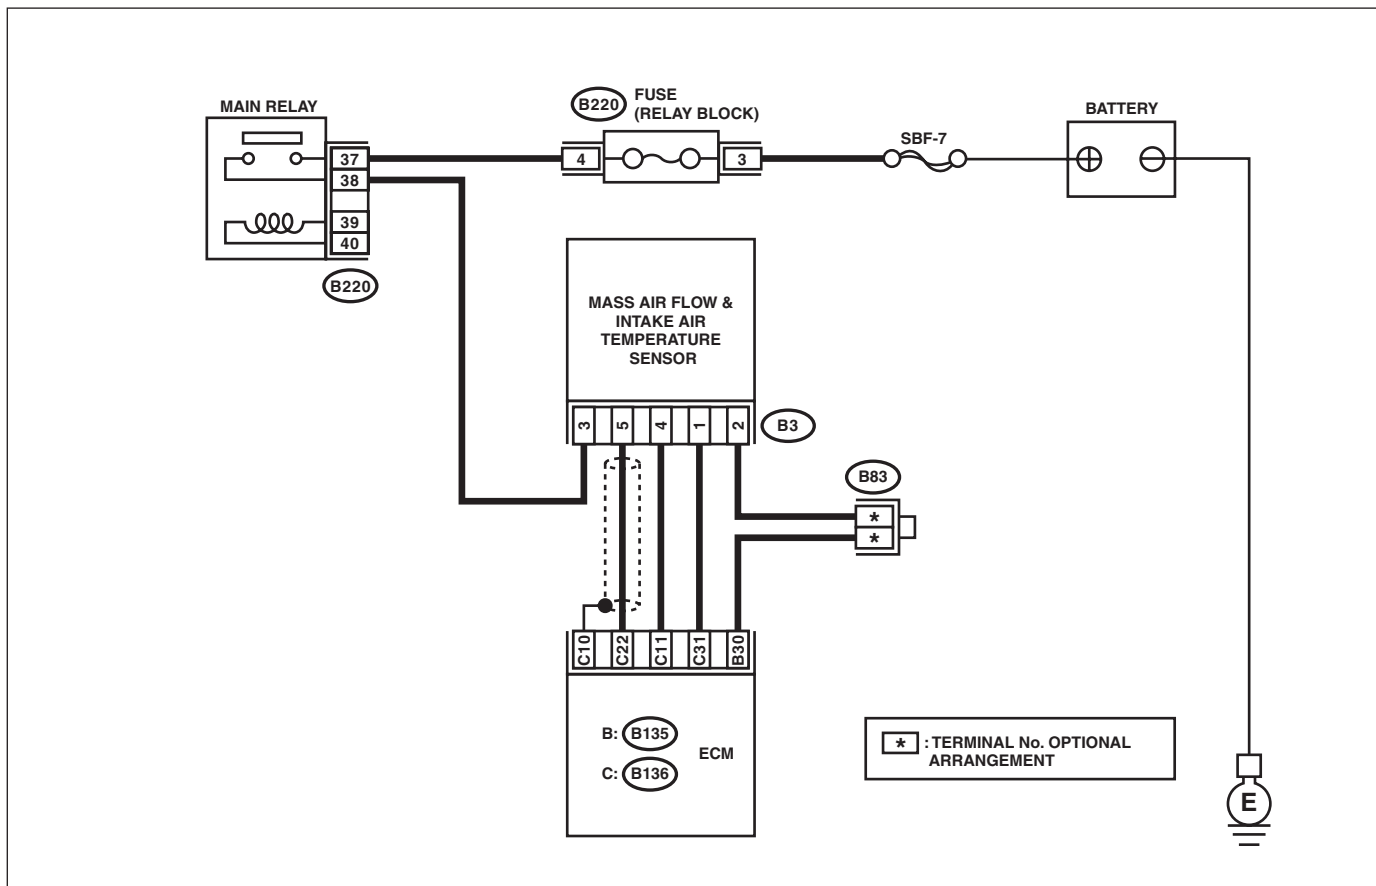 MAIN RELAY
37
38
39
40
B220
B220
FUSE
(RELAY BLOCK)
4
3
SBF-7
BATTERY
MASS AIR FLOW &
INTAKE AIR
TEMPERATURE
SENSOR
3 5 4 1 2
B3
B83
*
*
C10 C22 C11 C31 B30
B: B135
C: B136
ECM
* : TERMINAL No. OPTIONAL
ARRANGEMENT
E